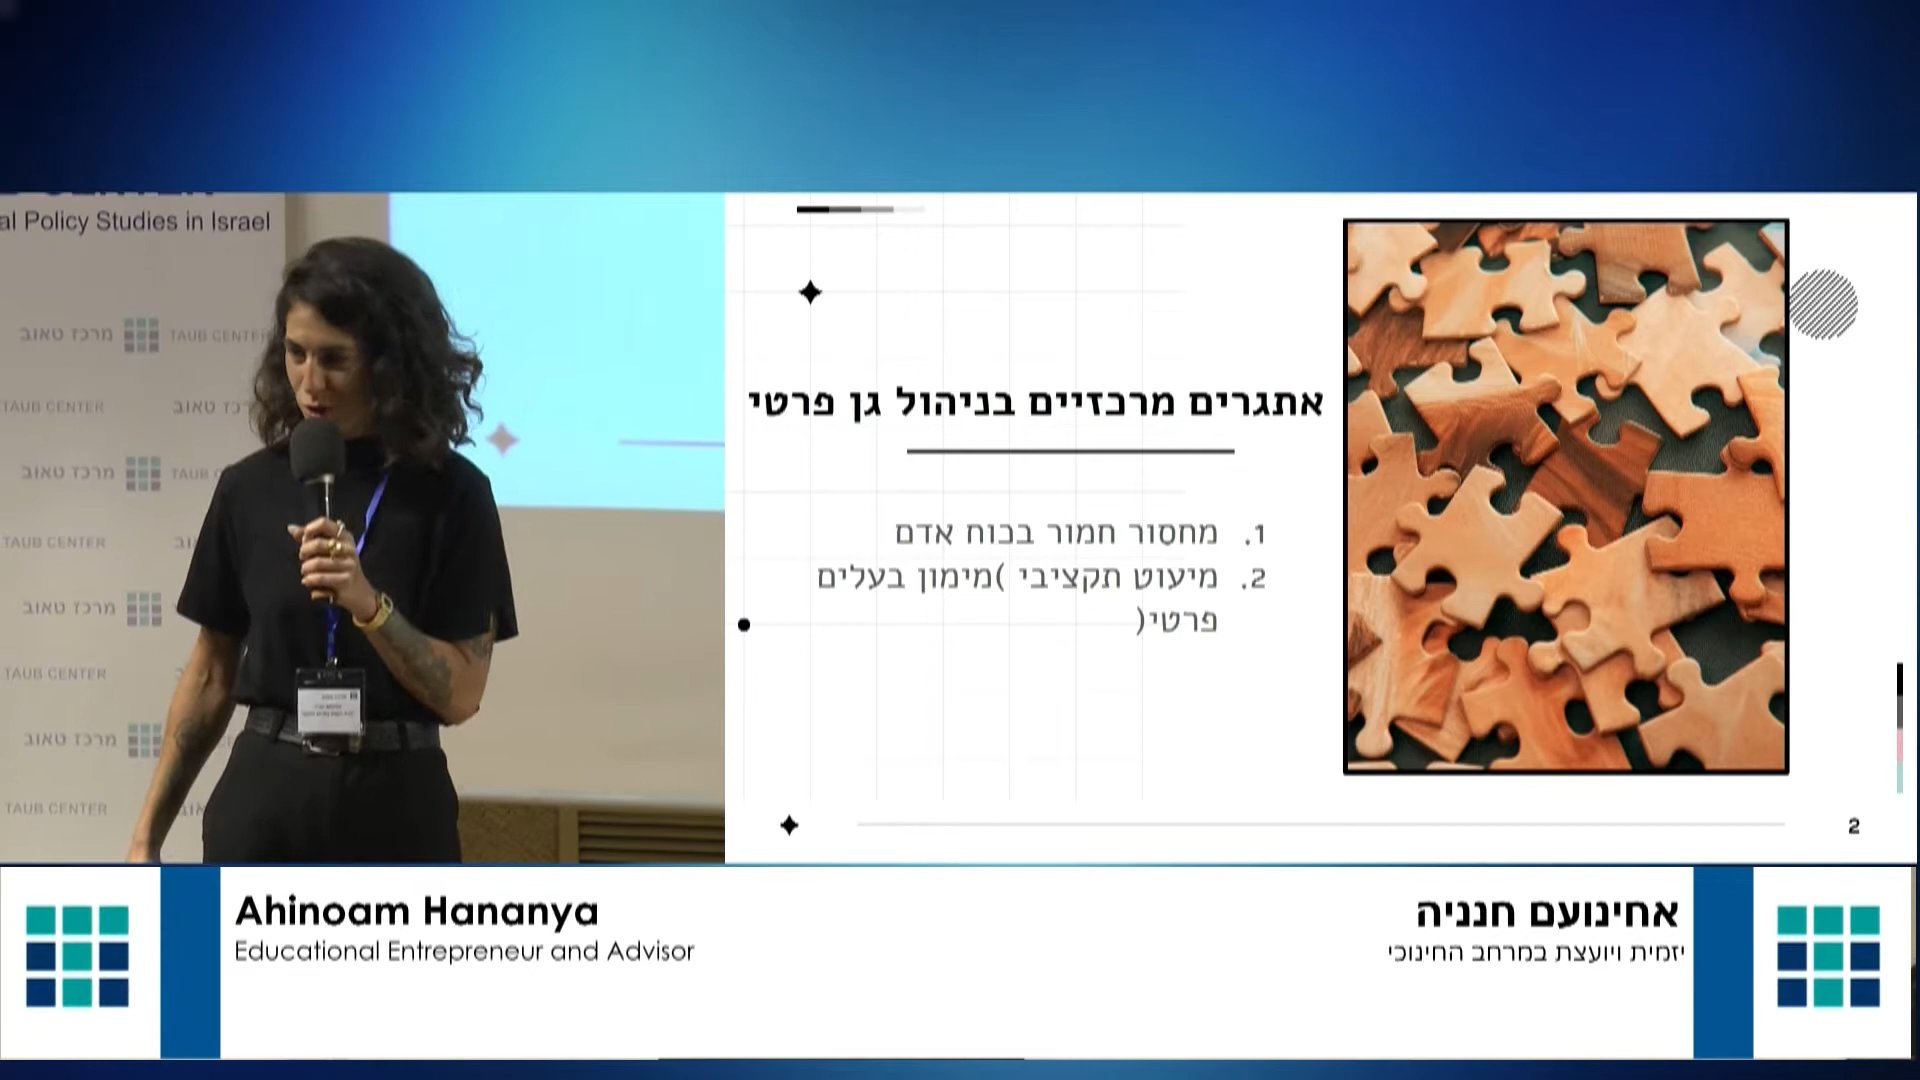 al Policy Studies in Israel
מרכז טאוב TAUB CENTER
TAUB CENTER
מרכז טאוב TAUB
TAUB CENTER
מרכז טאוב
TAUB CENTER
מרכז טאוב
TAUB CENTER
אתגרים מרכזיים בניהול גן פרטי
1. מחסור חמור בכוח אדם
2. מיעוט תקציבי )מימון בעלים
פרטי(
2
Ahinoam Hananya
Educational Entrepreneur and Advisor
אחינועם חנניה
יזמית ויועצת במרחב החינוכי